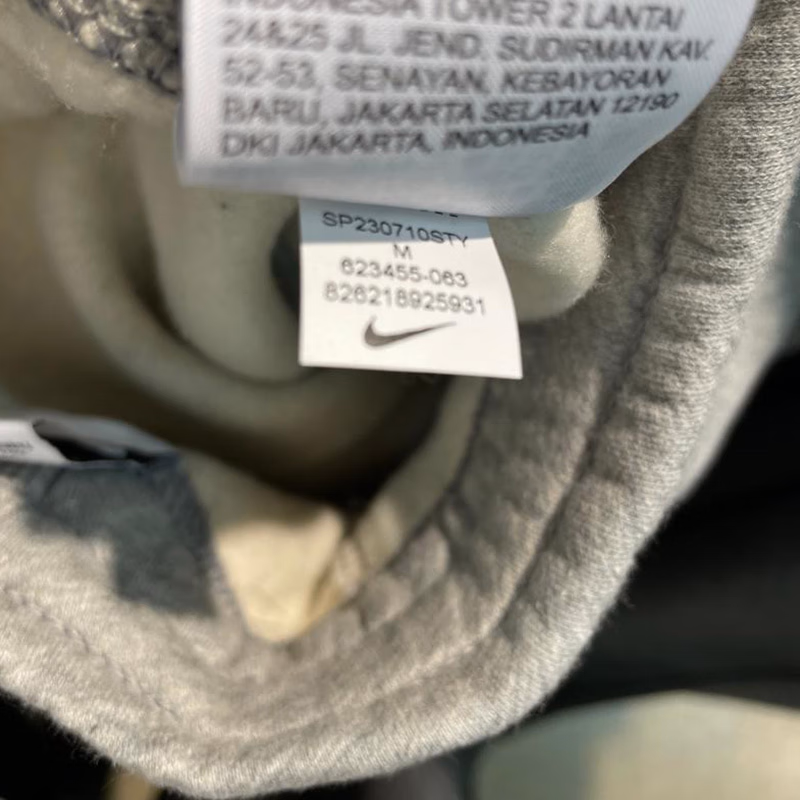 INDONESIA TOWER 2 LANTAI
24&25 JL. JEND. SUDIRMAN KAV.
52-53, SENAYAN, KEBAYORAN
BARU, JAKARTA SELATAN 12190
DKI JAKARTA, INDONESIA
SP230710STY
M
623455-063
826218925931